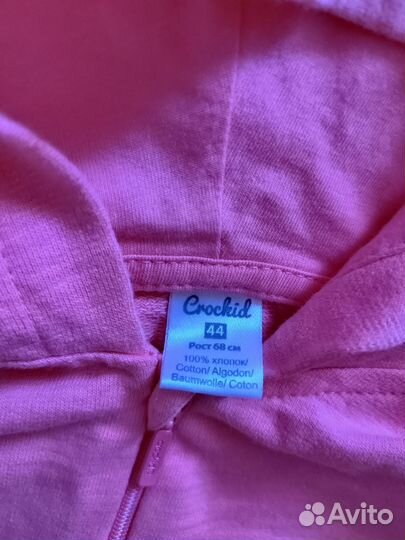 Crockid
44
Рост 68 см
100% хлопок/
Cotton/ Algodon/
Baumwolle/ Coton
Avito